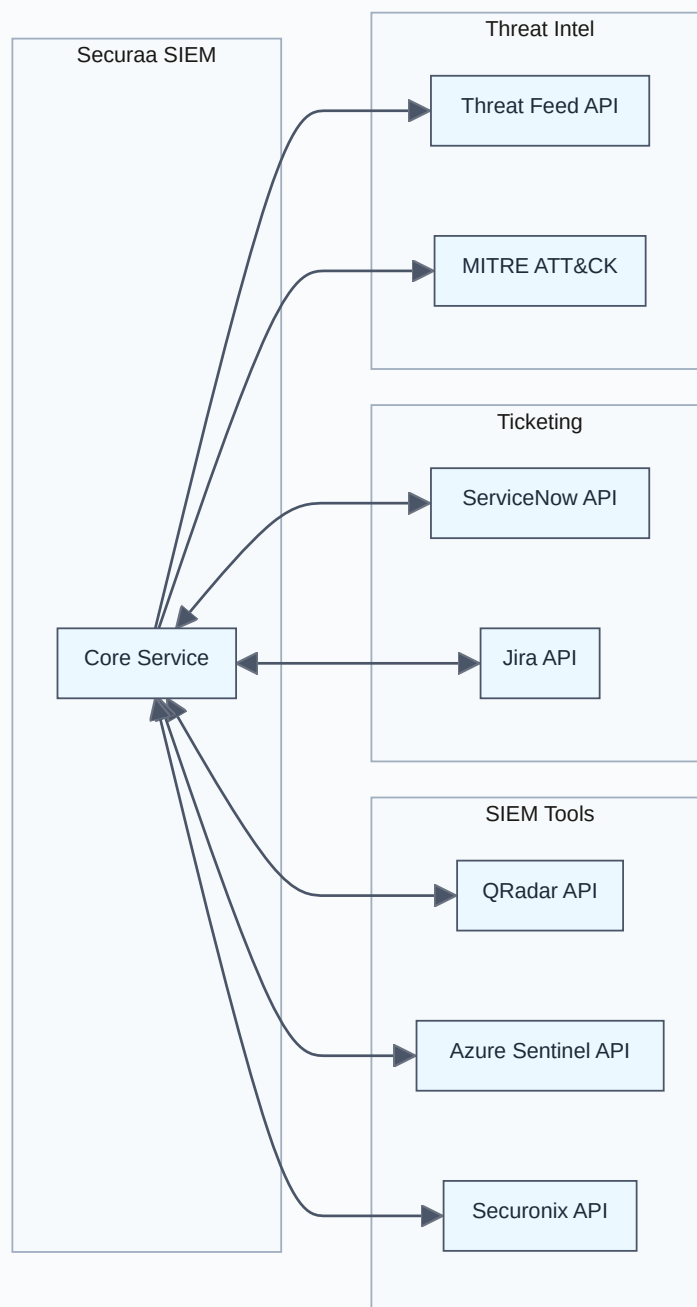 Securaa SIEM
Core Service
Threat Intel
Threat Feed API
MITRE ATT&CK
Ticketing
ServiceNow API
Jira API
SIEM Tools
QRadar API
Azure Sentinel API
Securonix API